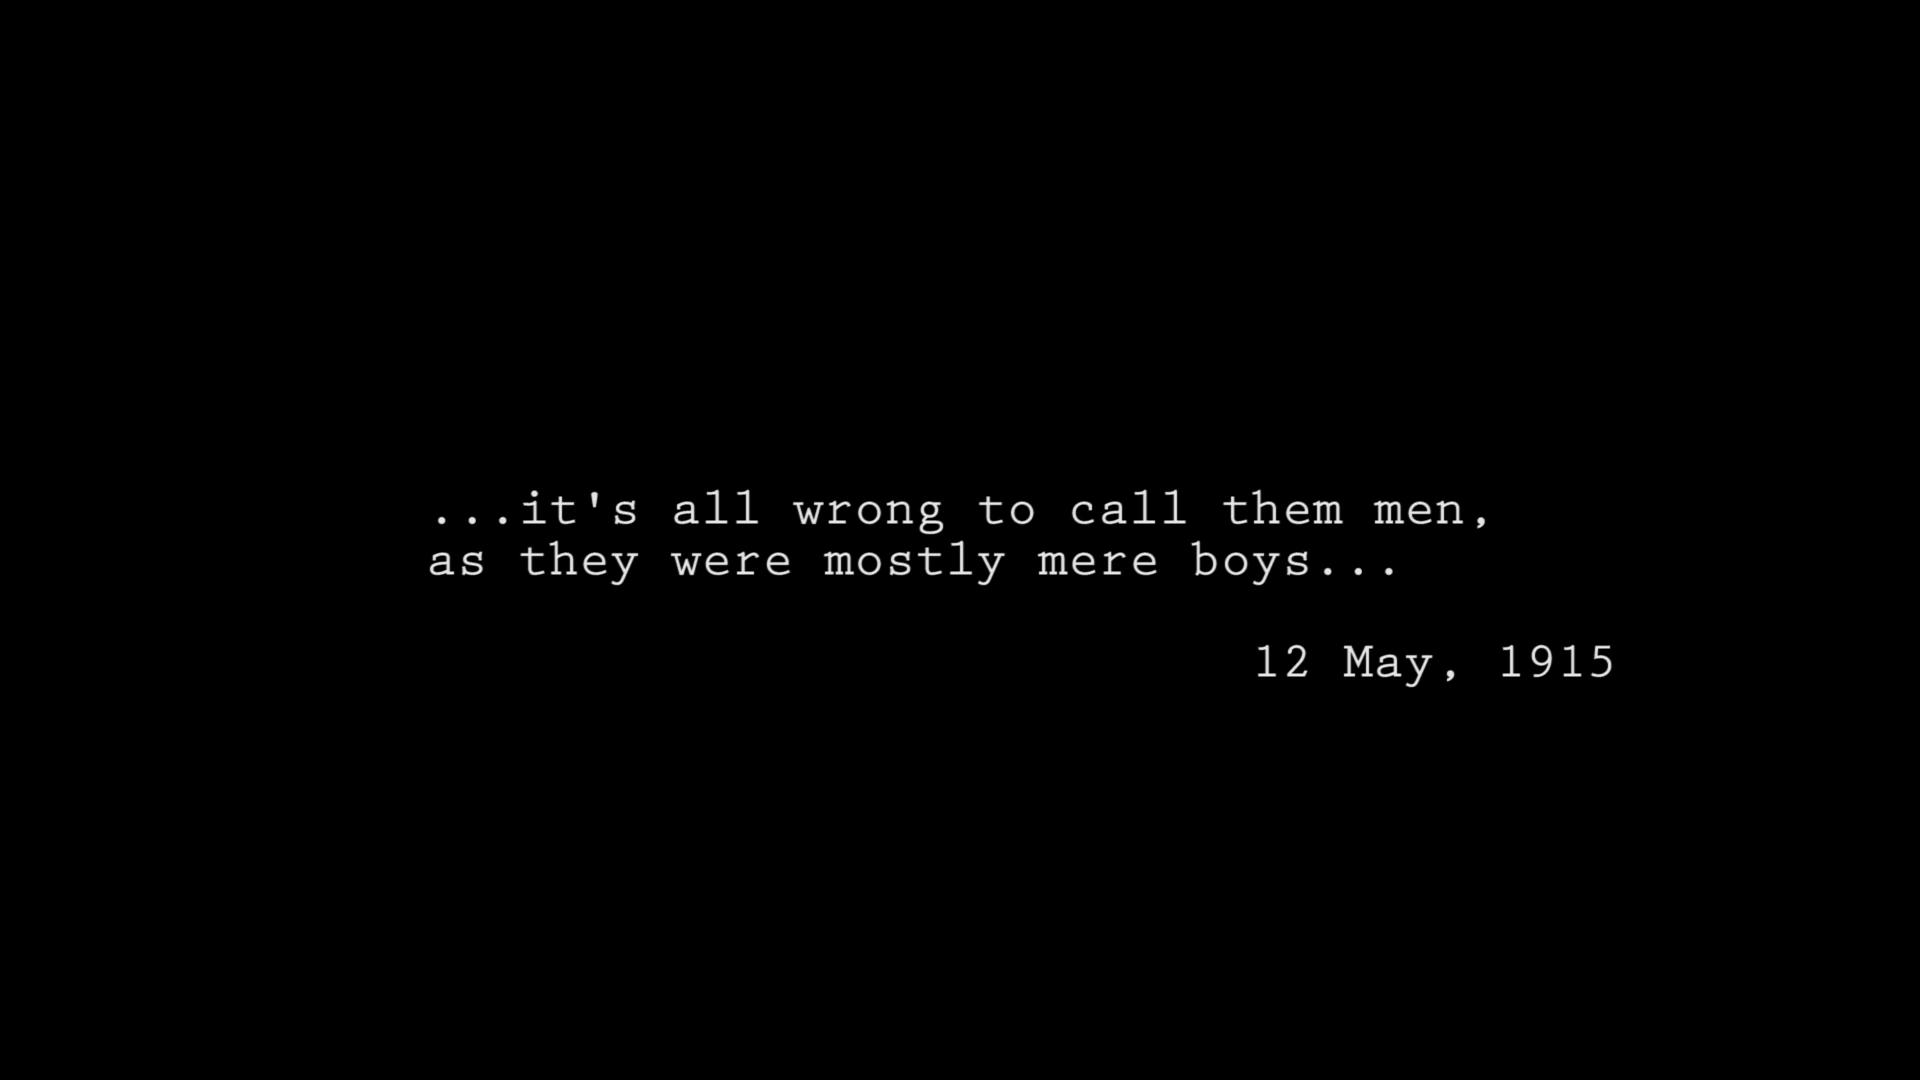 ...it's all wrong to call them men,
as they were mostly mere boys...
12 May, 1915